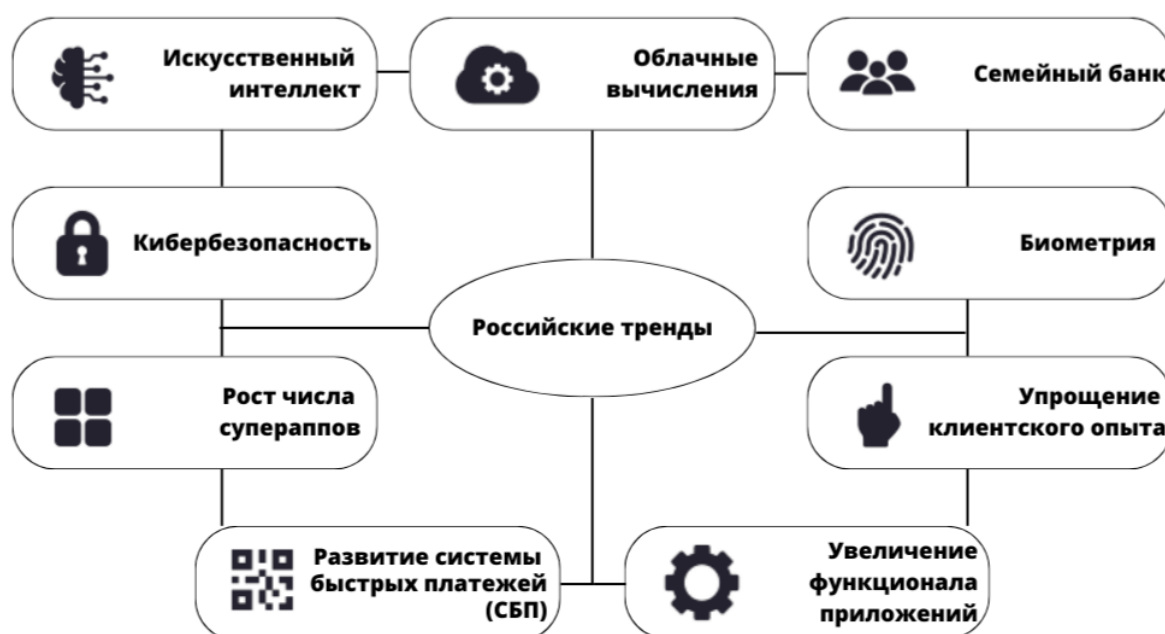 Искусственный
интеллект
Облачные
вычисления
Семейный банк
Кибербезопасность
Биометрия
Российские тренды
Рост числа
суперaппов
Упрощение
клиентского опыта
Развитие системы
быстрых платежей
(СБП)
Увеличение
функционала
приложений